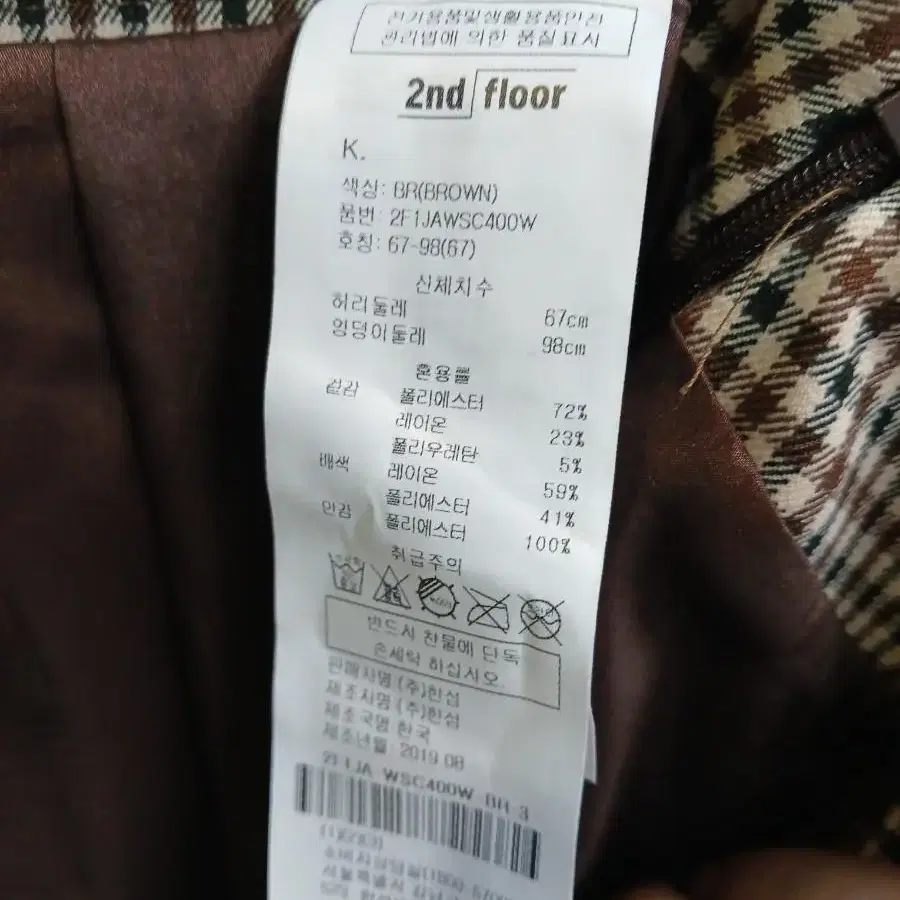 전기용품및생활용품안전
관리법에 의한 품질표시
2nd floor
K.
색상: BR(BROWN)
품번: 2F1JAWSC400W
호칭: 67-98(67)
신체치수
허리둘레 67cm
엉덩이둘레 98cm
혼용률
겉감 폴리에스터 72%
레이온 23%
폴리우레탄 5%
배색 레이온 59%
폴리에스터 41%
안감 폴리에스터 100%
취급주의
반드시 찬물에 단독
손세탁 하십시오.
판매사명 (주)한섬
제조사명 (주)한섬
제조국명 한국
제조년월: 2019.08
2F1JA WSC400W BR 3
서울특별시